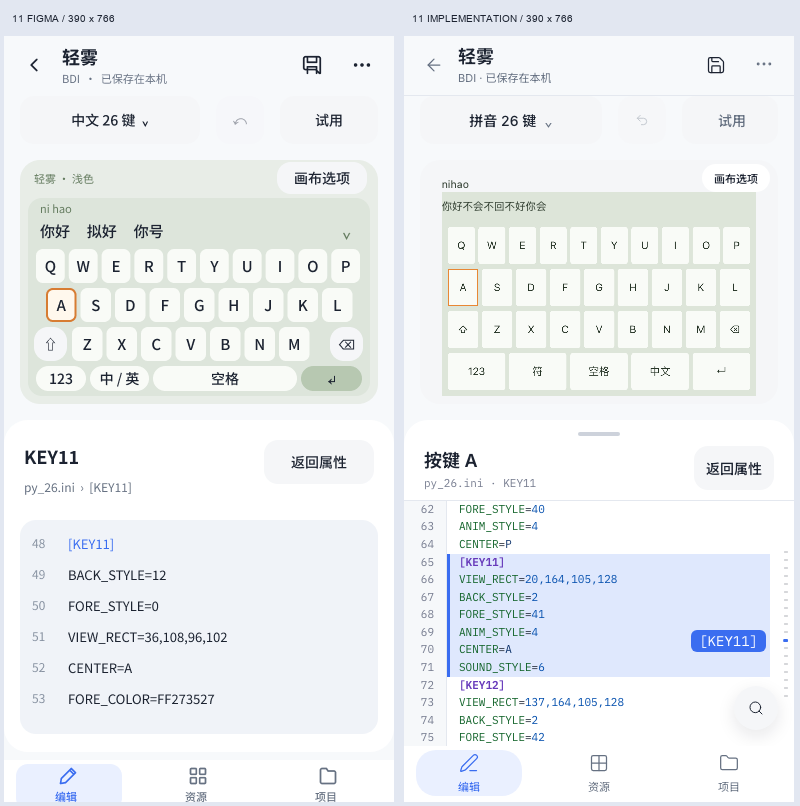 11 FIGMA / 390 x 766
轻雾
BDI • 已保存在本机
中文 26 键
试用
轻雾 • 浅色
画布选项
ni hao
你好 拟好 你号
Q W E R T Y U I O P
A S D F G H J K L
Z X C V B N M
123 中 / 英 空格
KEY11
返回属性
py_26.ini › [KEY11]
48 [KEY11]
49 BACK_STYLE=12
50 FORE_STYLE=0
51 VIEW_RECT=36,108,96,102
52 CENTER=A
53 FORE_COLOR=FF273527
编辑 资源 项目
11 IMPLEMENTATION / 390 x 766
轻雾
BDI · 已保存在本机
拼音 26 键
试用
画布选项
nihao
你好不会不回不好你会
Q W E R T Y U I O P
A S D F G H J K L
Z X C V B N M
123 符 空格 中文
按键 A
返回属性
py_26.ini · KEY11
62 FORE_STYLE=40
63 ANIM_STYLE=4
64 CENTER=P
65 [KEY11]
66 VIEW_RECT=20,164,105,128
67 BACK_STYLE=2
68 FORE_STYLE=41
69 ANIM_STYLE=4
70 CENTER=A
[KEY11]
71 SOUND_STYLE=6
72 [KEY12]
73 VIEW_RECT=137,164,105,128
74 BACK_STYLE=2
75 FORE_STYLE=42
编辑 资源 项目